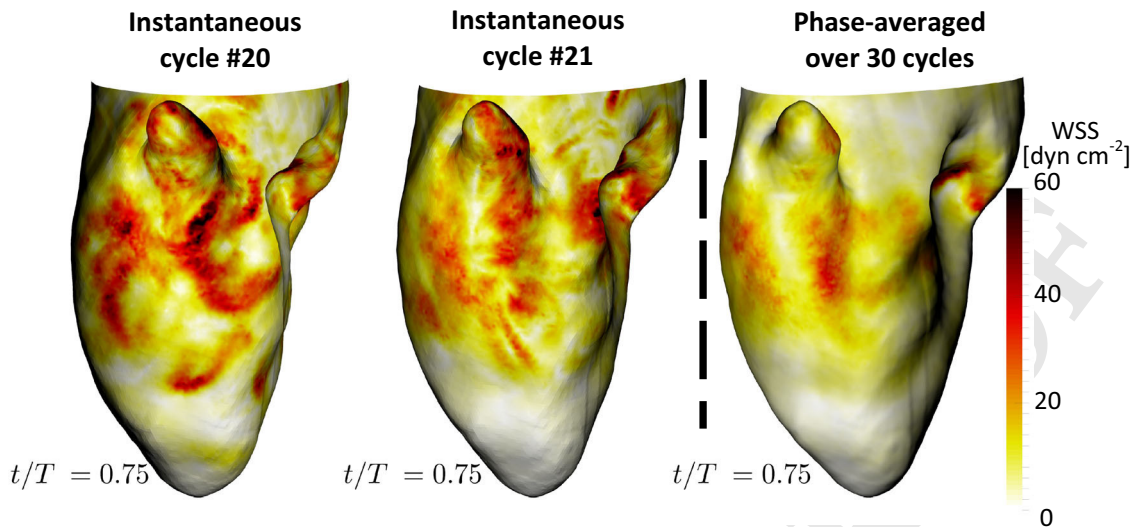 Instantaneous
cycle #20
Instantaneous
cycle #21
Phase-averaged
over 30 cycles
WSS
[dyn cm-2]
60
40
20
0
t/T = 0.75
t/T = 0.75
t/T = 0.75